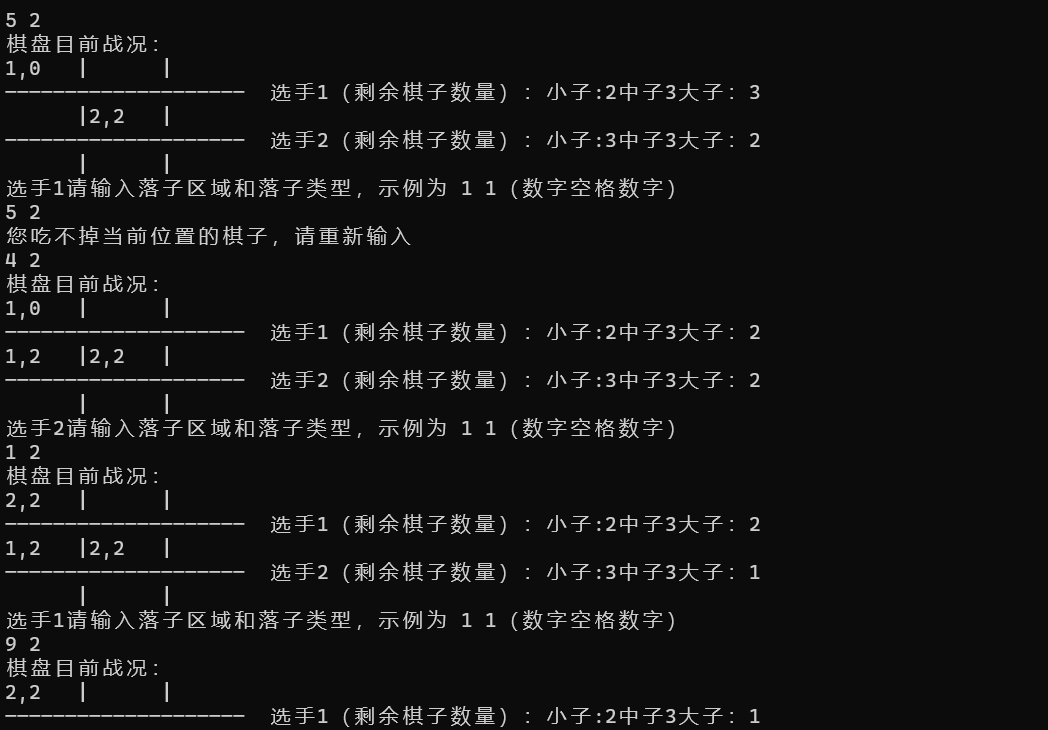 5 2
棋盘目前战况：
1,0   |      |
————————————————————  选手1（剩余棋子数量）：小子:2中子3大子：3
      |2,2   |
————————————————————  选手2（剩余棋子数量）：小子:3中子3大子：2
      |      |
选手1请输入落子区域和落子类型，示例为 1 1（数字空格数字）
5 2
您吃不掉当前位置的棋子，请重新输入
4 2
棋盘目前战况：
1,0   |      |
————————————————————  选手1（剩余棋子数量）：小子:2中子3大子：2
1,2   |2,2   |
————————————————————  选手2（剩余棋子数量）：小子:3中子3大子：2
      |      |
选手2请输入落子区域和落子类型，示例为 1 1（数字空格数字）
1 2
棋盘目前战况：
2,2   |      |
————————————————————  选手1（剩余棋子数量）：小子:2中子3大子：2
1,2   |2,2   |
————————————————————  选手2（剩余棋子数量）：小子:3中子3大子：1
      |      |
选手1请输入落子区域和落子类型，示例为 1 1（数字空格数字）
9 2
棋盘目前战况：
2,2   |      |
————————————————————  选手1（剩余棋子数量）：小子:2中子3大子：1